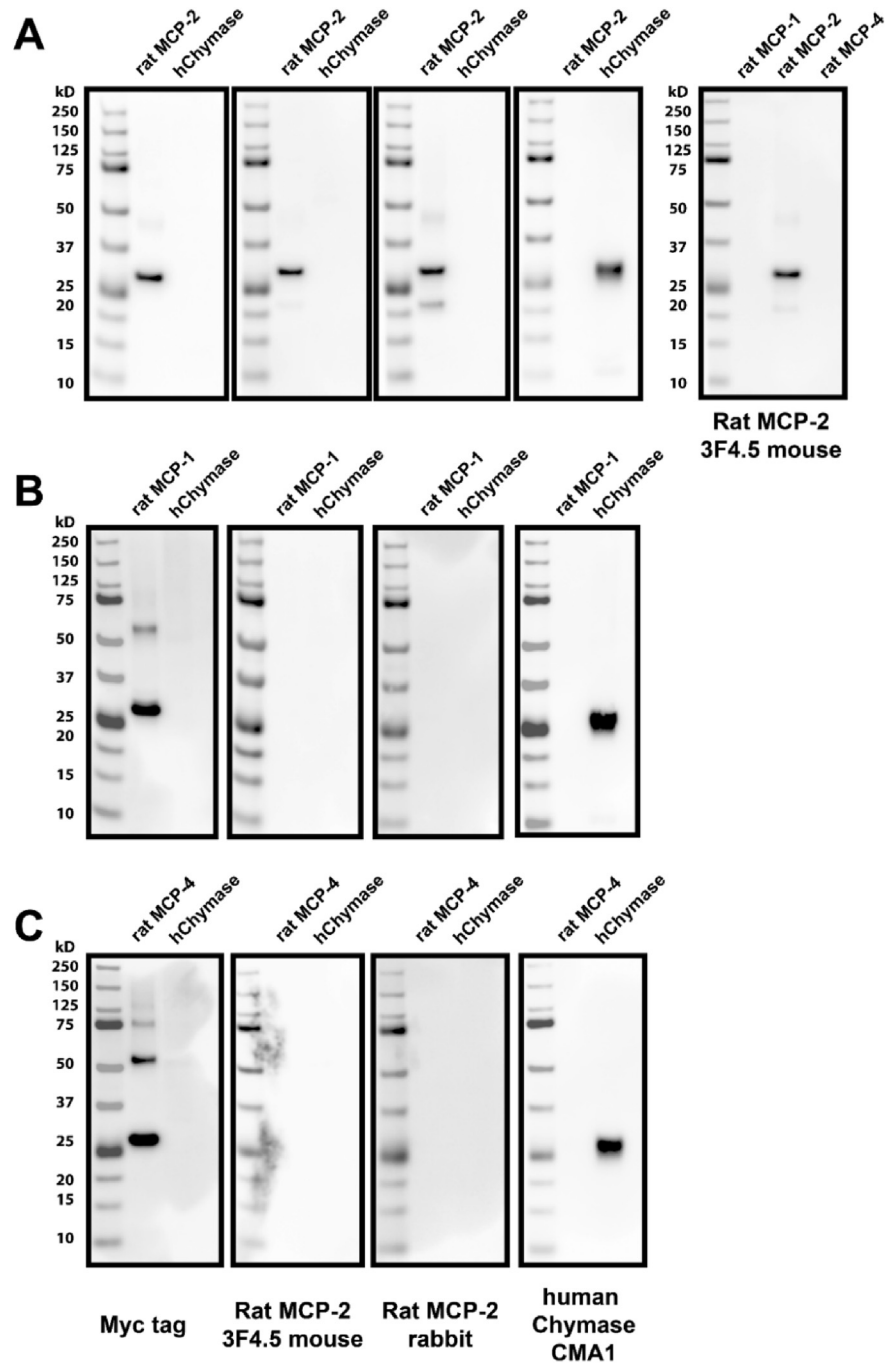 A
rat MCP-2
hChymase
rat MCP-2
hChymase
rat MCP-2
hChymase
rat MCP-2
hChymase
rat MCP-1
rat MCP-2
rat MCP-4
kD
250
150
125
75
50
37
25
20
15
10
kD
250
150
125
75
50
37
25
20
15
10
Rat MCP-2
3F4.5 mouse
B
rat MCP-1
hChymase
rat MCP-1
hChymase
rat MCP-1
hChymase
rat MCP-1
hChymase
kD
250
150
125
75
50
37
25
20
15
10
C
rat MCP-4
hChymase
rat MCP-4
hChymase
rat MCP-4
hChymase
rat MCP-4
hChymase
kD
250
150
125
75
50
37
25
20
15
10
Myc tag
Rat MCP-2
3F4.5 mouse
Rat MCP-2
rabbit
human
Chymase
CMA1